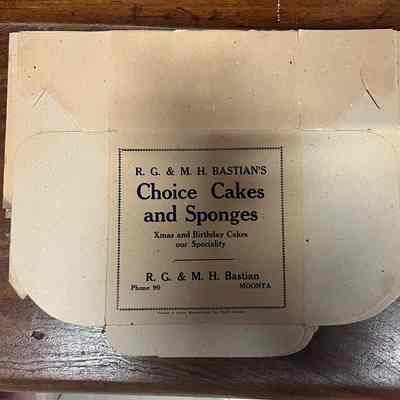 R. G. & M. H. BASTIAN'S
Choice Cakes
and Sponges
Xmas and Birthday Cakes
our Speciality
R. G. & M. H. Bastian
Phone 90 MOONTA